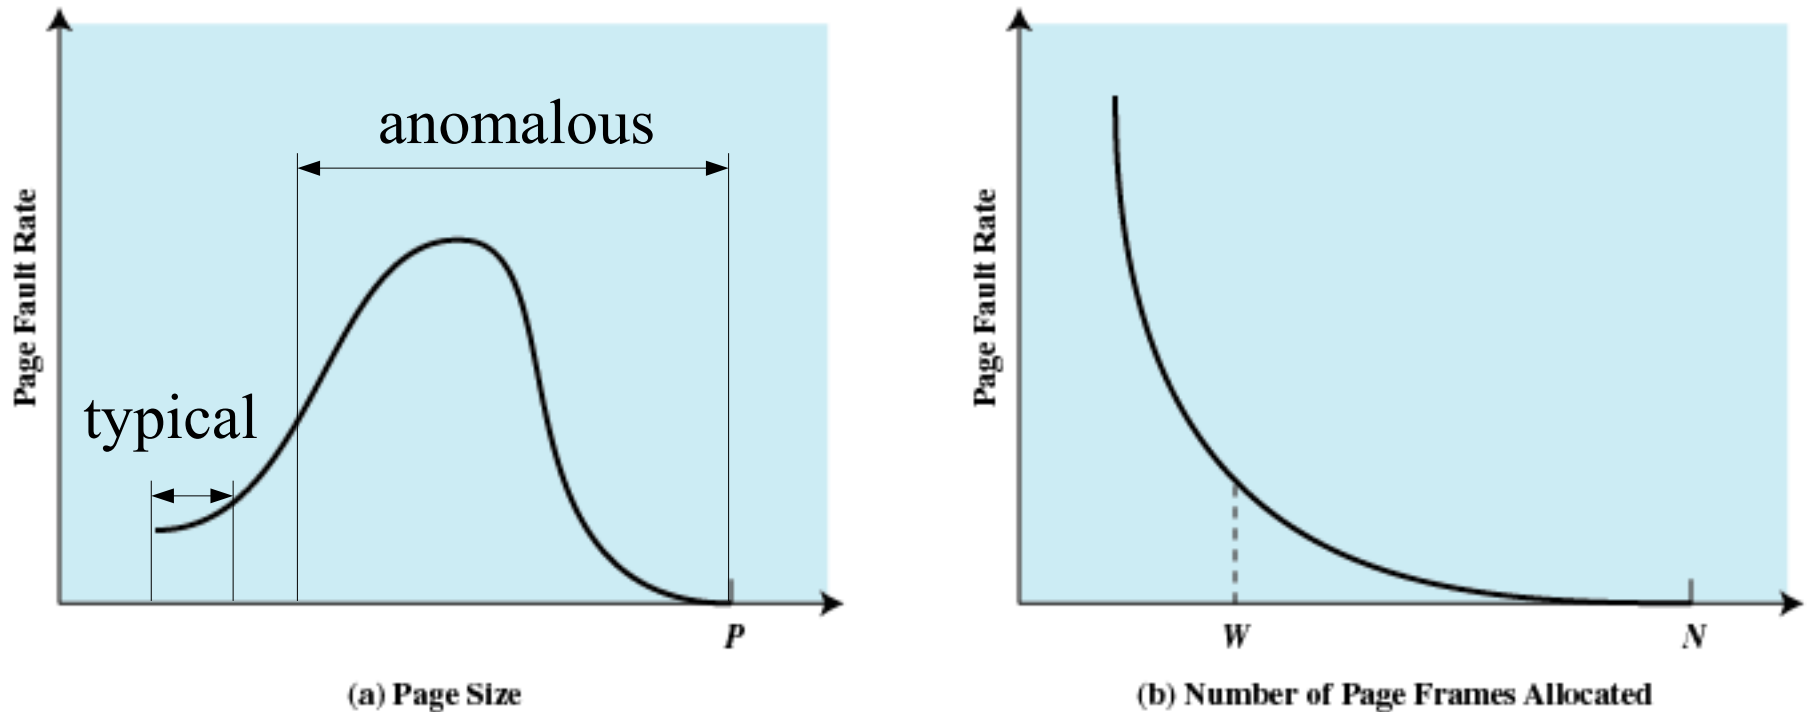 anomalous
Page Fault Rate
typical
P
(a) Page Size
Page Fault Rate
W
N
(b) Number of Page Frames Allocated